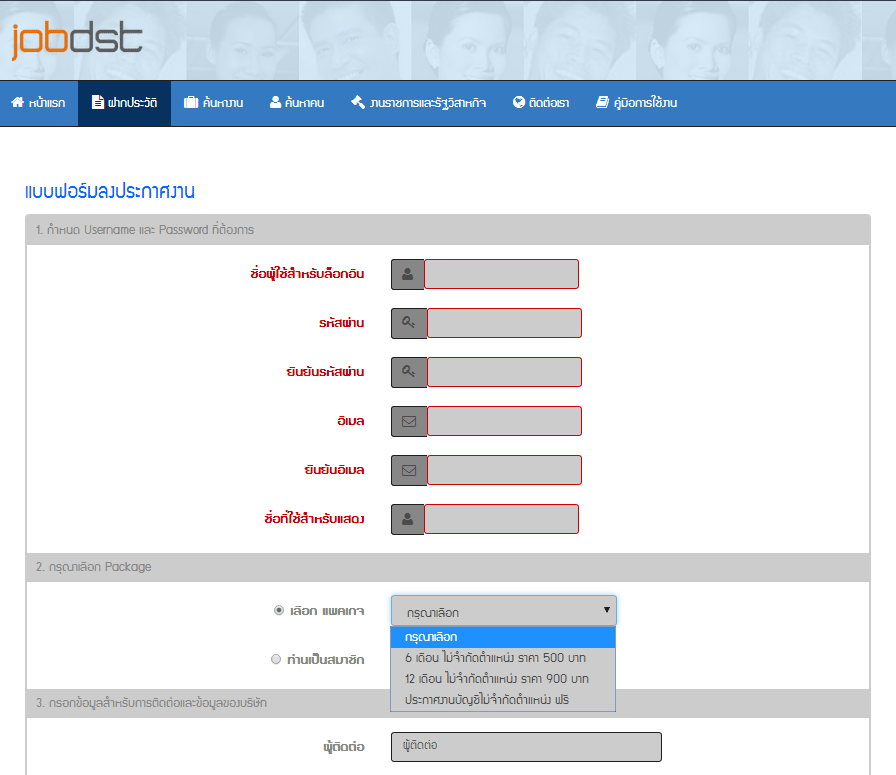 jobdst
หน้าแรก ฝากประวัติ ค้นหางาน ค้นหาคน งานราชการและรัฐวิสาหกิจ ติดต่อเรา คู่มือการใช้งาน
แบบฟอร์มลงประกาศงาน
1. กำหนด Username และ Password ที่ต้องการ
ชื่อผู้ใช้สำหรับล็อกอิน
รหัสผ่าน
ยืนยันรหัสผ่าน
อีเมล
ยืนยันอีเมล
ชื่อที่ใช้สำหรับแสดง
2. กรุณาเลือก Package
เลือก แพคเกจ กรุณาเลือก
กรุณาเลือก
6 เดือน ไม่จำกัดตำแหน่ง ราคา 500 บาท
ท่านเป็นสมาชิก
12 เดือน ไม่จำกัดตำแหน่ง ราคา 900 บาท
ประกาศงานบัญชีไม่จำกัดตำแหน่ง ฟรี
3. กรอกข้อมูลสำหรับการติดต่อและข้อมูลของบริษัท
ผู้ติดต่อ ผู้ติดต่อ